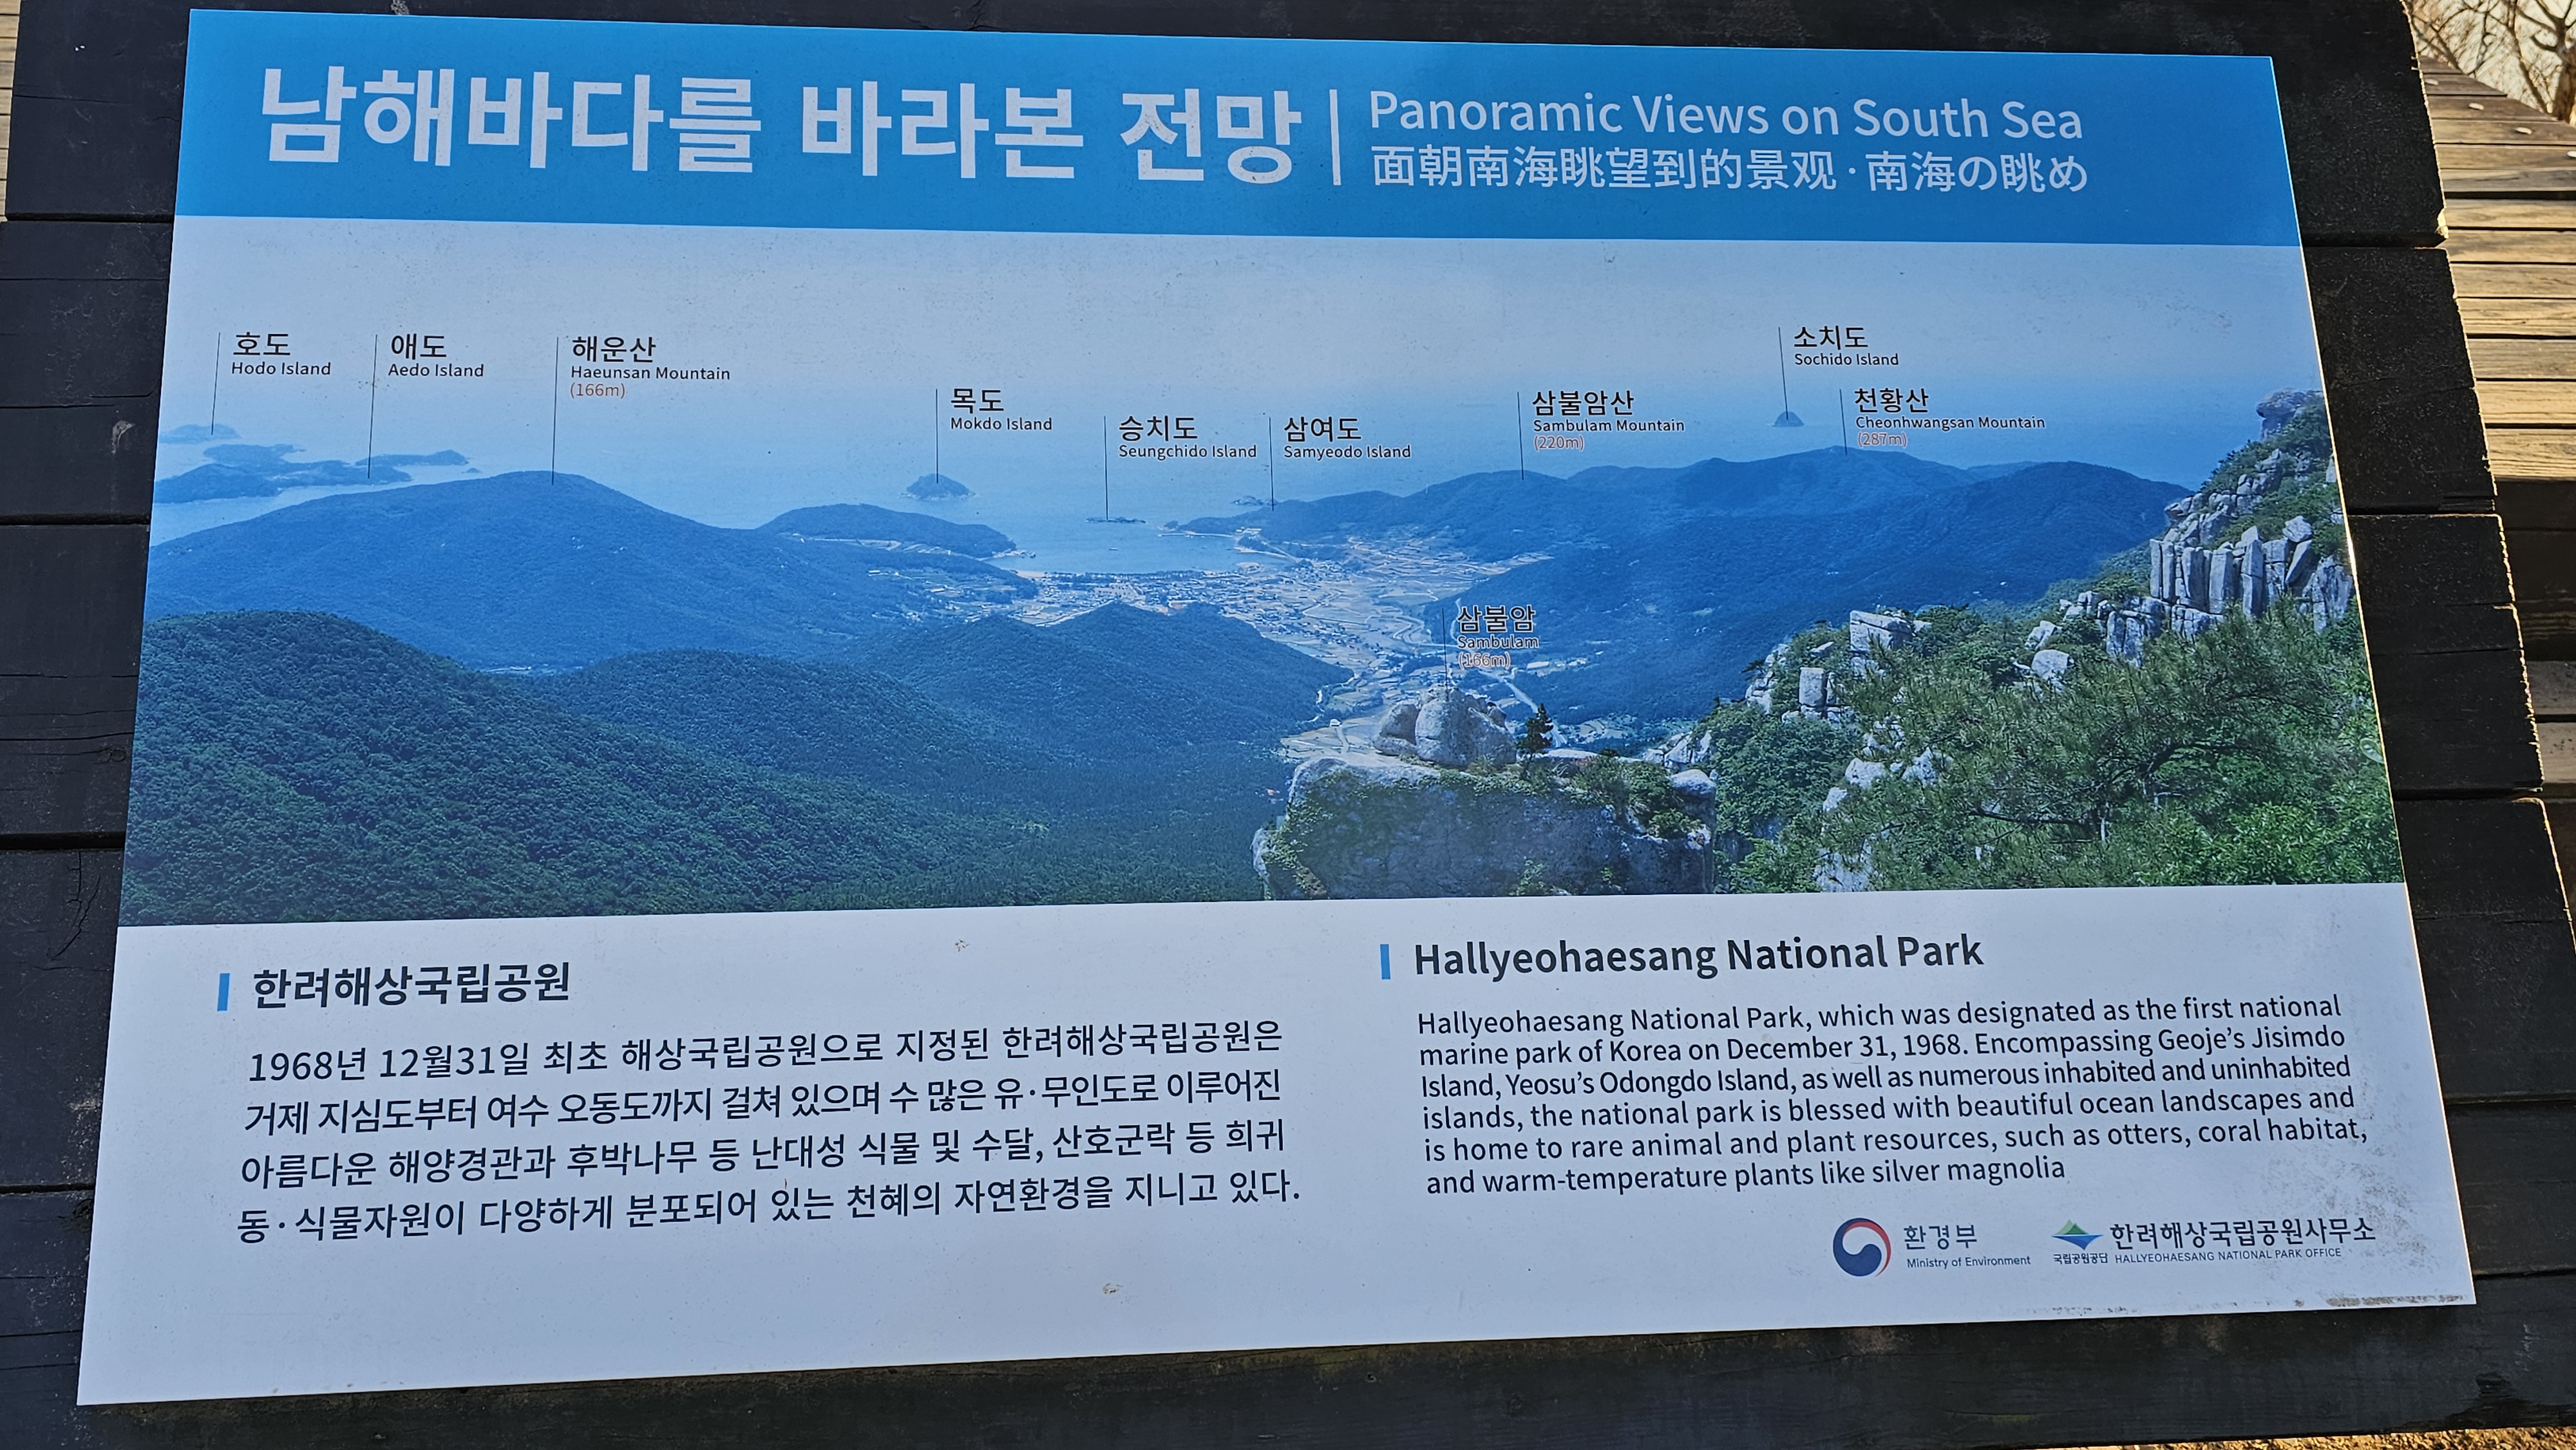 남해바다를 바라본 전망
Panoramic Views on South Sea
面朝南海眺望到的景观 · 南海の眺め
호도
Hodo Island
애도
Aedo Island
해운산
Haeunsan Mountain
(166m)
목도
Mokdo Island
승치도
Seungchido Island
삼여도
Samyeodo Island
삼불암산
Sambulam Mountain
(220m)
소치도
Sochido Island
천황산
Cheonhwangsan Mountain
(287m)
삼불암
Sambulam
(166m)
한려해상국립공원
1968년 12월31일 최초 해상국립공원으로 지정된 한려해상국립공원은
거제 지심도부터 여수 오동도까지 걸쳐 있으며 수 많은 유·무인도로 이루어진
아름다운 해양경관과 후박나무 등 난대성 식물 및 수달, 산호군락 등 희귀
동·식물자원이 다양하게 분포되어 있는 천혜의 자연환경을 지니고 있다.
Hallyeohaesang National Park
Hallyeohaesang National Park, which was designated as the first national
marine park of Korea on December 31, 1968. Encompassing Geoje’s Jisimdo
Island, Yeosu’s Odongdo Island, as well as numerous inhabited and uninhabited
islands, the national park is blessed with beautiful ocean landscapes and
is home to rare animal and plant resources, such as otters, coral habitat,
and warm-temperature plants like silver magnolia
환경부
Ministry of Environment
국립공원공단
한려해상국립공원사무소
HALLYEOHAESANG NATIONAL PARK OFFICE